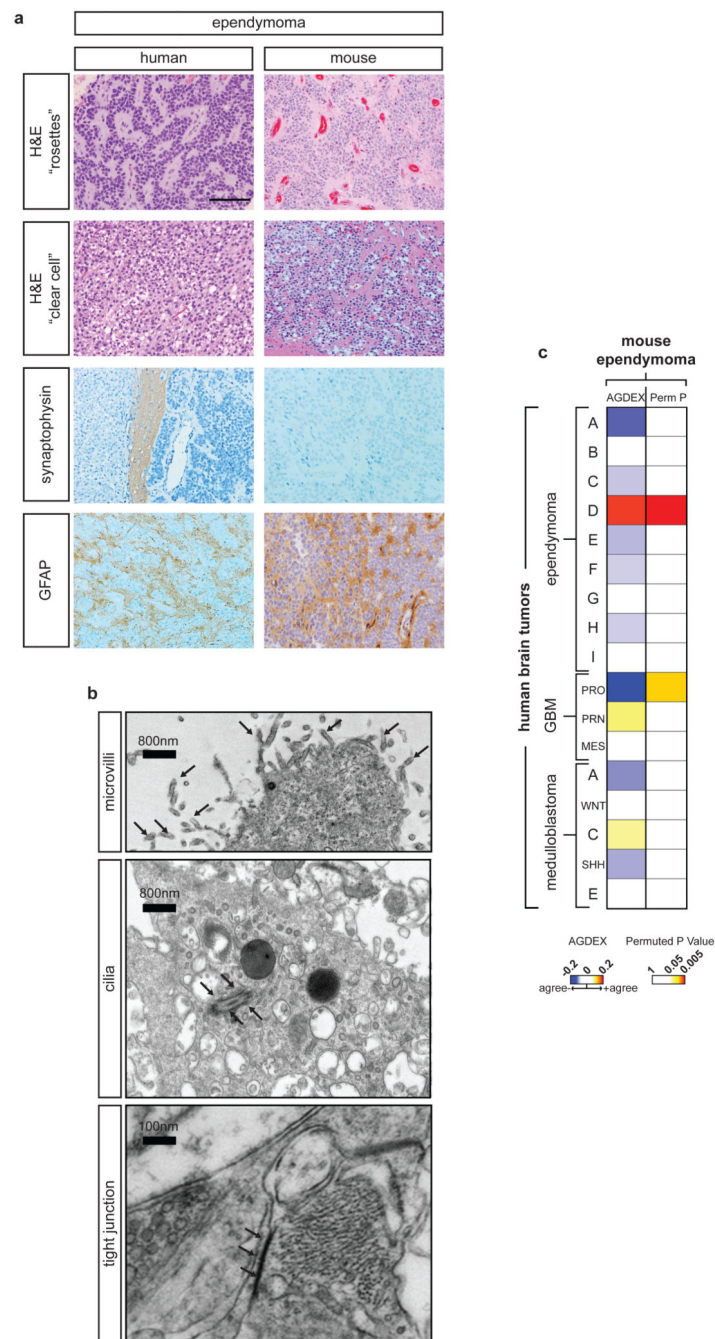 a
ependymoma
human
mouse
H&E
"rosettes"
H&E
"clear cell"
synaptophysin
GFAP
b
microvilli
800nm
cilia
800nm
tight junction
100nm
c
mouse
ependymoma
AGDEX
Perm P
human brain tumors
ependymoma
A
B
C
D
E
F
G
H
I
GBM
PRO
PRN
MES
medulloblastoma
A
WNT
C
SHH
E
AGDEX
-0.2
0
0.2
agree
+agree
Permuted P Value
1
0.05
0.005